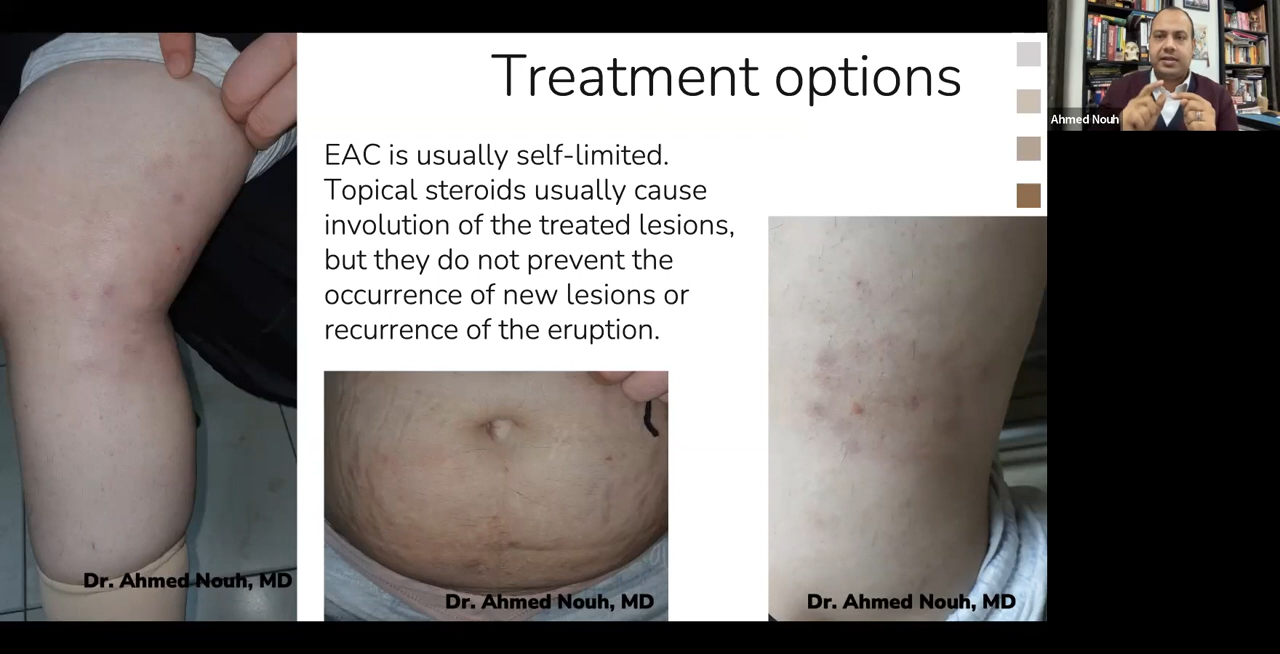 Treatment options
Ahmed Nouh
EAC is usually self-limited.
Topical steroids usually cause
involution of the treated lesions,
but they do not prevent the
occurrence of new lesions or
recurrence of the eruption.
Dr. Ahmed Nouh, MD
Dr. Ahmed Nouh, MD
Dr. Ahmed Nouh, MD